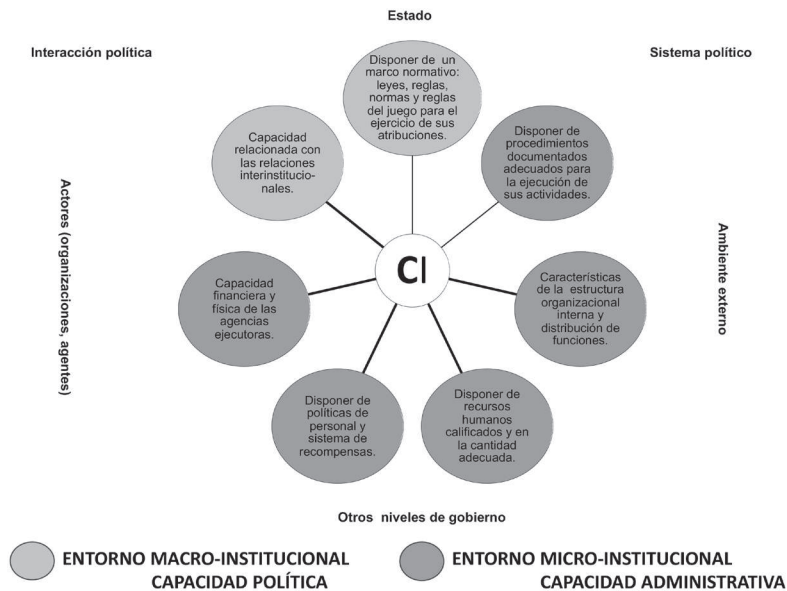 Estado
Interacción política
Sistema político
Disponer de un
marco normativo:
leyes, reglas,
normas y reglas
del juego para el
ejercicio de sus
atribuciones.
Capacidad
relacionada con
las relaciones
interinstitucio-
nales.
Disponer de
procedimientos
documentados
adecuados para
la ejecución de
sus actividades.
Actores (organizaciones, agentes)
Ambiente externo
CI
Capacidad
financiera y
física de las
agencias
ejecutoras.
Características
de la estructura
organizacional
interna y
distribución de
funciones.
Disponer de
políticas de
personal y
sistema de
recompensas.
Disponer de
recursos
humanos
calificados y en
la cantidad
adecuada.
Otros niveles de gobierno
ENTORNO MACRO-INSTITUCIONAL
CAPACIDAD POLÍTICA
ENTORNO MICRO-INSTITUCIONAL
CAPACIDAD ADMINISTRATIVA